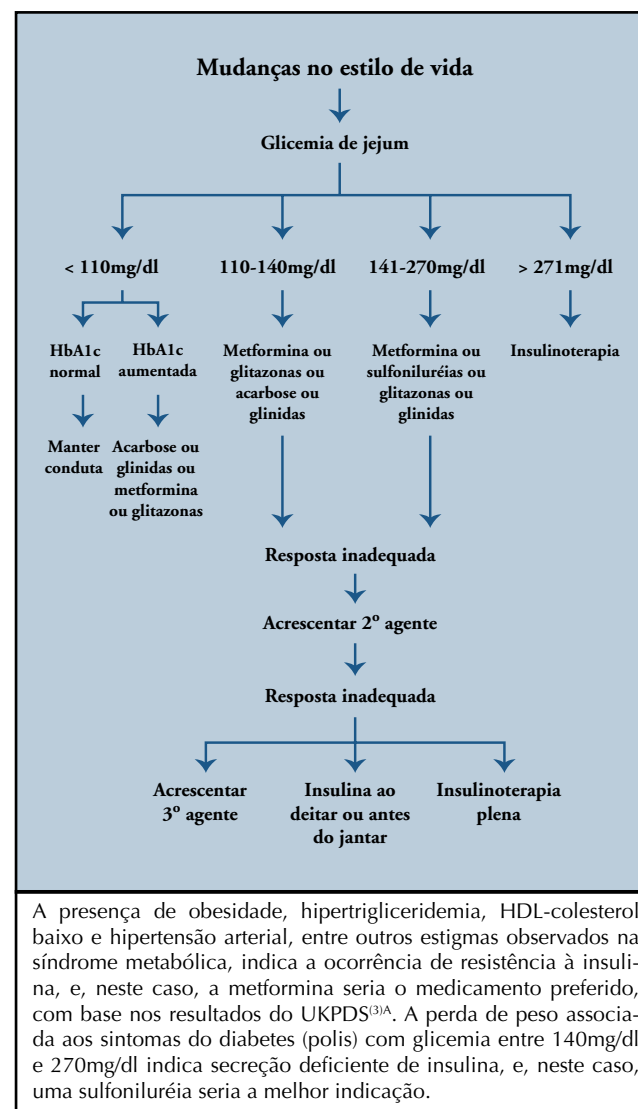 Mudanças no estilo de vida
Glicemia de jejum
< 110mg/dl
110-140mg/dl
141-270mg/dl
> 271mg/dl
HbA1c
normal
HbA1c
aumentada
Metformina ou
glitazonas ou
acarbose ou
glinidas
Metformina ou
sulfoniluréias ou
glitazonas ou
glinidas
Insulinoterapia
Manter
conduta
Acarbose ou
glinidas ou
metformina
ou glitazonas
Resposta inadequada
Acrescentar 2º agente
Resposta inadequada
Acrescentar
3º agente
Insulina ao
deitar ou antes
do jantar
Insulinoterapia
plena
A presença de obesidade, hipertrigliceridemia, HDL-colesterol
baixo e hipertensão arterial, entre outros estigmas observados na
síndrome metabólica, indica a ocorrência de resistência à insuli-
na, e, neste caso, a metformina seria o medicamento preferido,
com base nos resultados do UKPDS(3)A. A perda de peso associa-
da aos sintomas do diabetes (polis) com glicemia entre 140mg/dl
e 270mg/dl indica secreção deficiente de insulina, e, neste caso,
uma sulfoniluréia seria a melhor indicação.